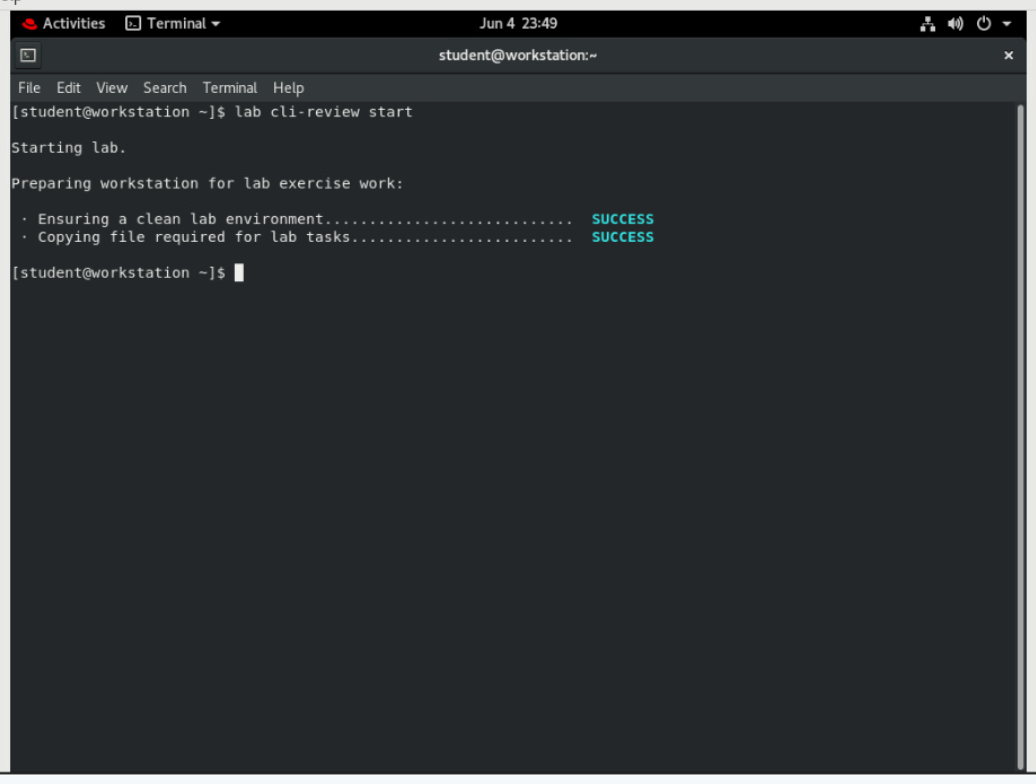 Activities Terminal Jun 4 23:49
student@workstation:~ ×
File Edit View Search Terminal Help
[student@workstation ~]$ lab cli-review start
Starting lab.
Preparing workstation for lab exercise work:
· Ensuring a clean lab environment............................ SUCCESS
· Copying file required for lab tasks......................... SUCCESS
[student@workstation ~]$